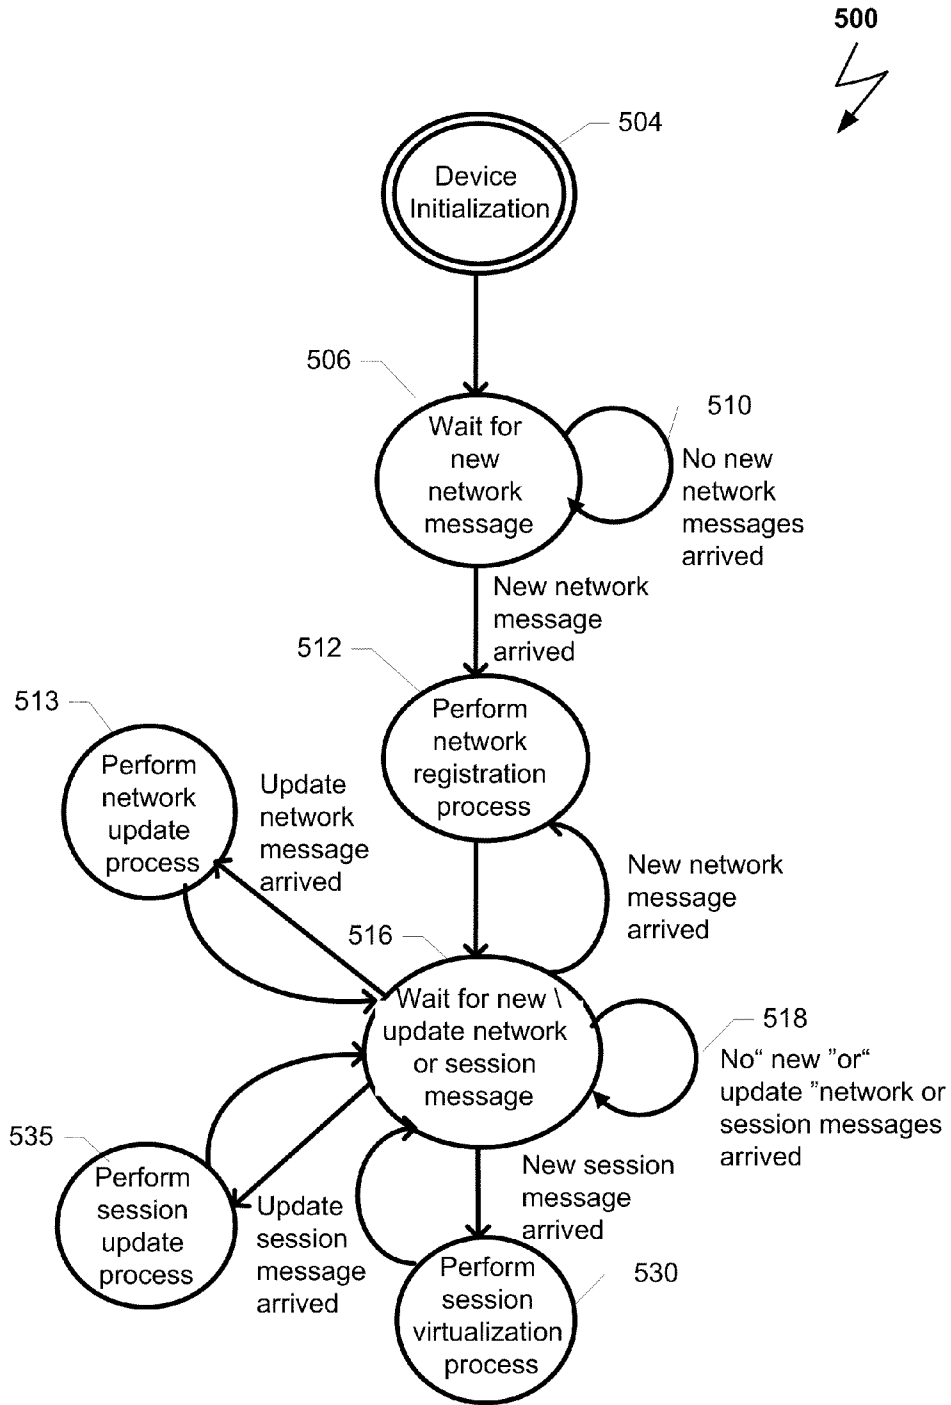 500
504
Device
Initialization
506
Wait for
new
network
message
510
No new
network
messages
arrived
New network
message
arrived
512
Perform
network
registration
process
513
Perform
network
update
process
Update
network
message
arrived
New network
message
arrived
516
Wait for new \
update network
or session
message
518
No“ new ”or“
update ”network or
session messages
arrived
535
Perform
session
update
process
Update
session
message
arrived
New session
message
arrived
530
Perform
session
virtualization
process